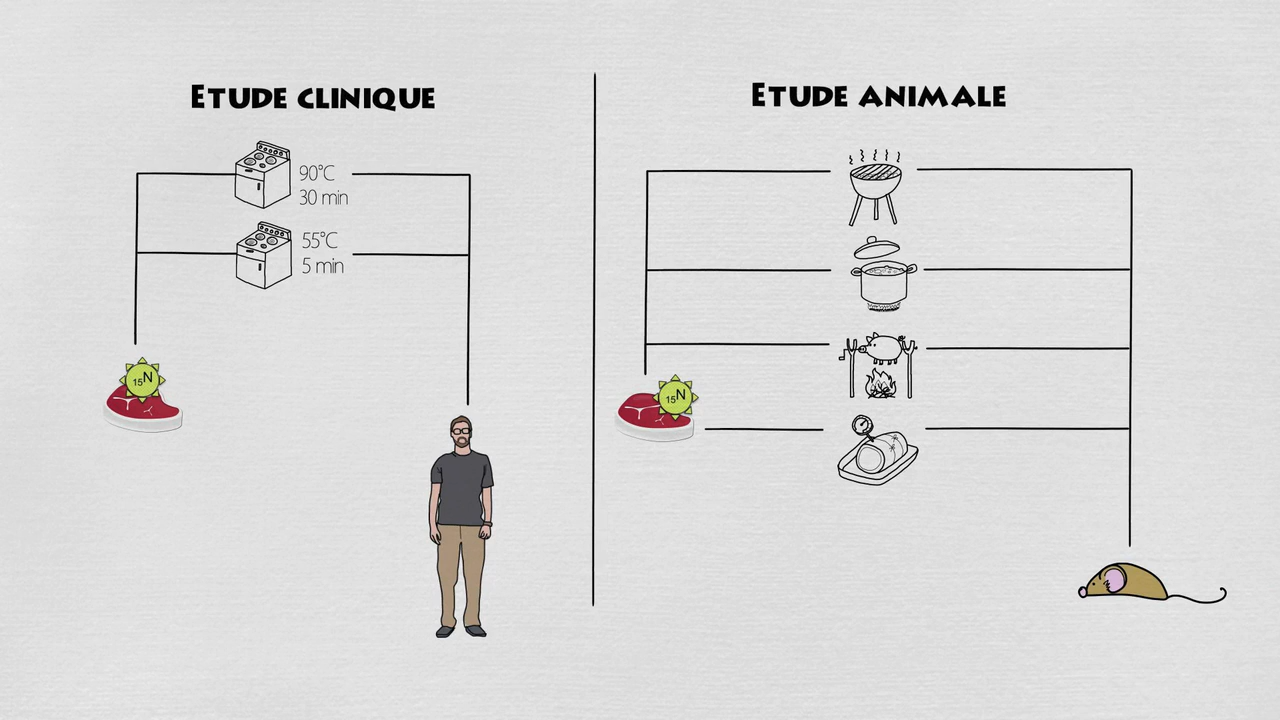 ETUDE CLINIQUE
90°C
30 min
55°C
5 min
15N
ETUDE ANIMALE
15N